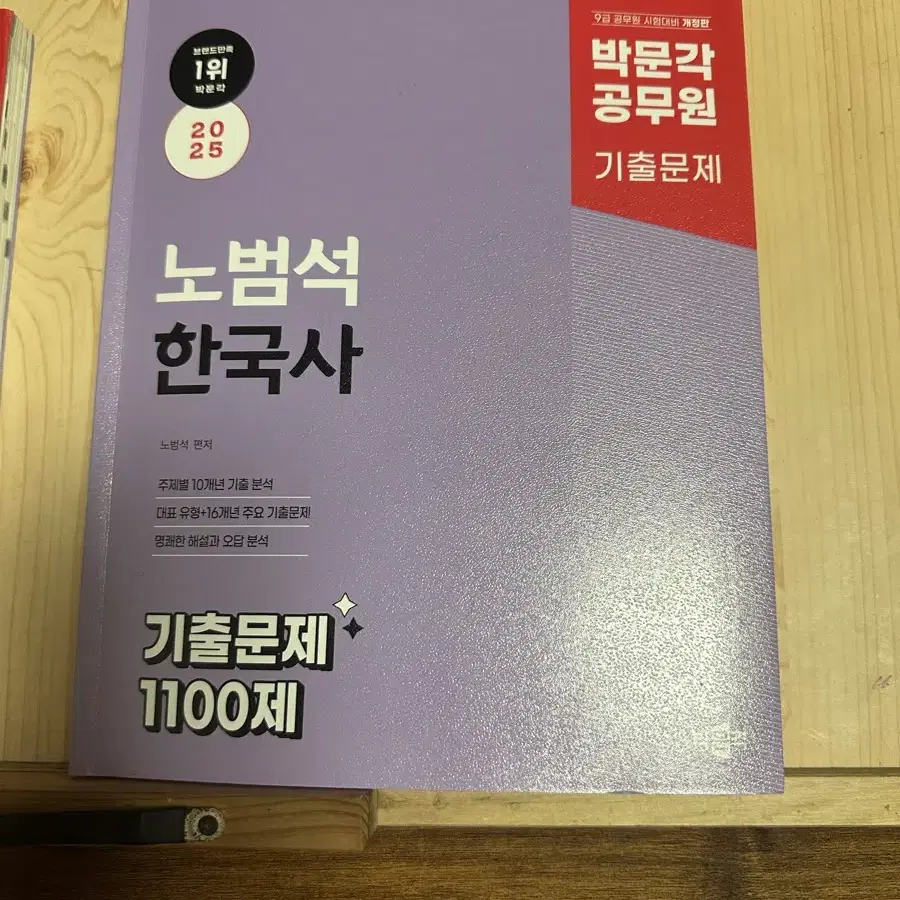 브랜드만족
1위
박문각
20
25
9급 공무원 시험대비 개정판
박문각
공무원
기출문제
노범석
한국사
노범석 편저
주제별 10개년 기출 분석
대표 유형+16개년 주요 기출문제
명쾌한 해설과 오답 분석
기출문제
1100제